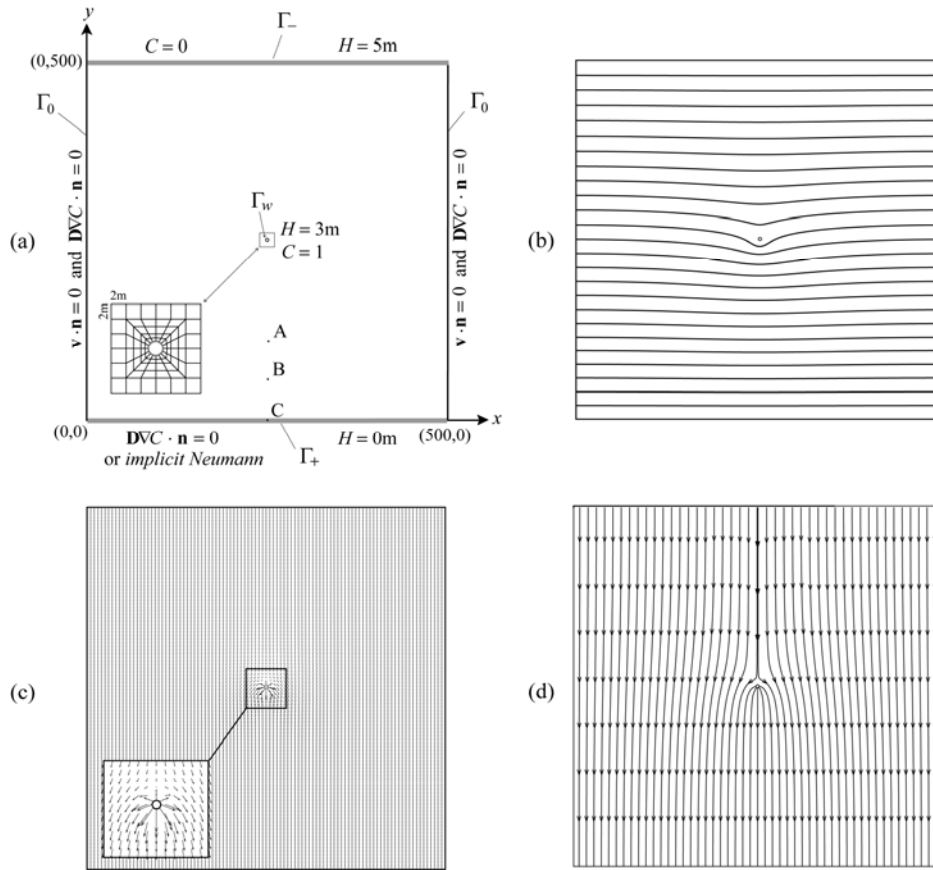 y
Γ−
C = 0
H = 5m
(0,500)
Γ0
Γ0
v · n = 0 and D∇C · n = 0
v · n = 0 and D∇C · n = 0
Γw
H = 3m
C = 1
(a)
(b)
2m
2m
A
B
C
x
(0,0)
D∇C · n = 0
H = 0m
(500,0)
or implicit Neumann
Γ+
(c)
(d)